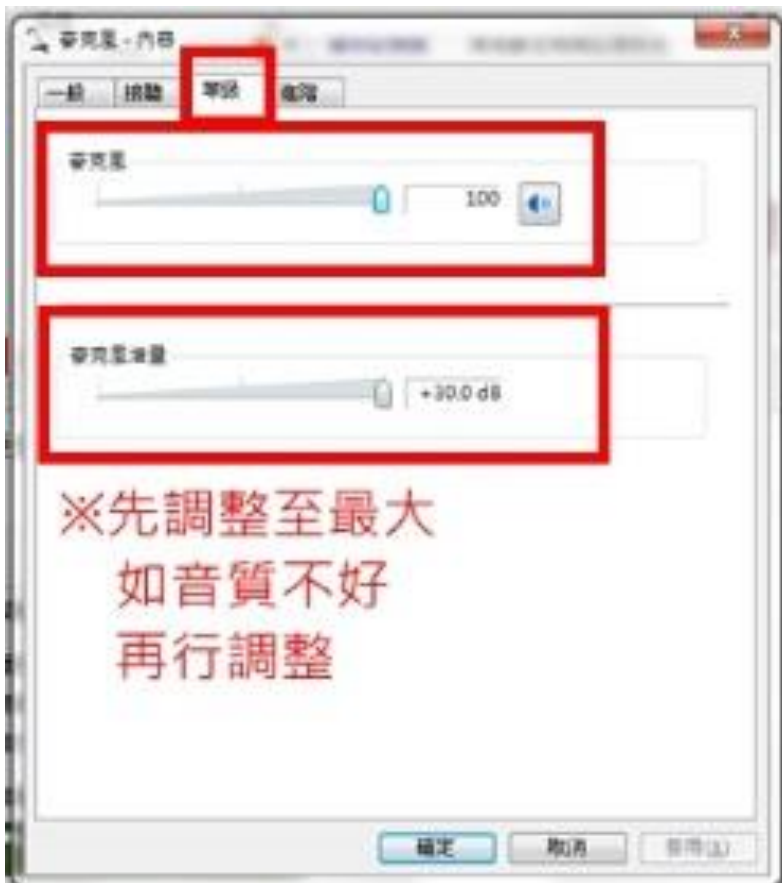 麥克風 - 內容
一般 接聽 等級 進階
麥克風
100
麥克風增量
+30.0 dB
※先調整至最大
如音質不好
再行調整
確定 取消 套用(A)